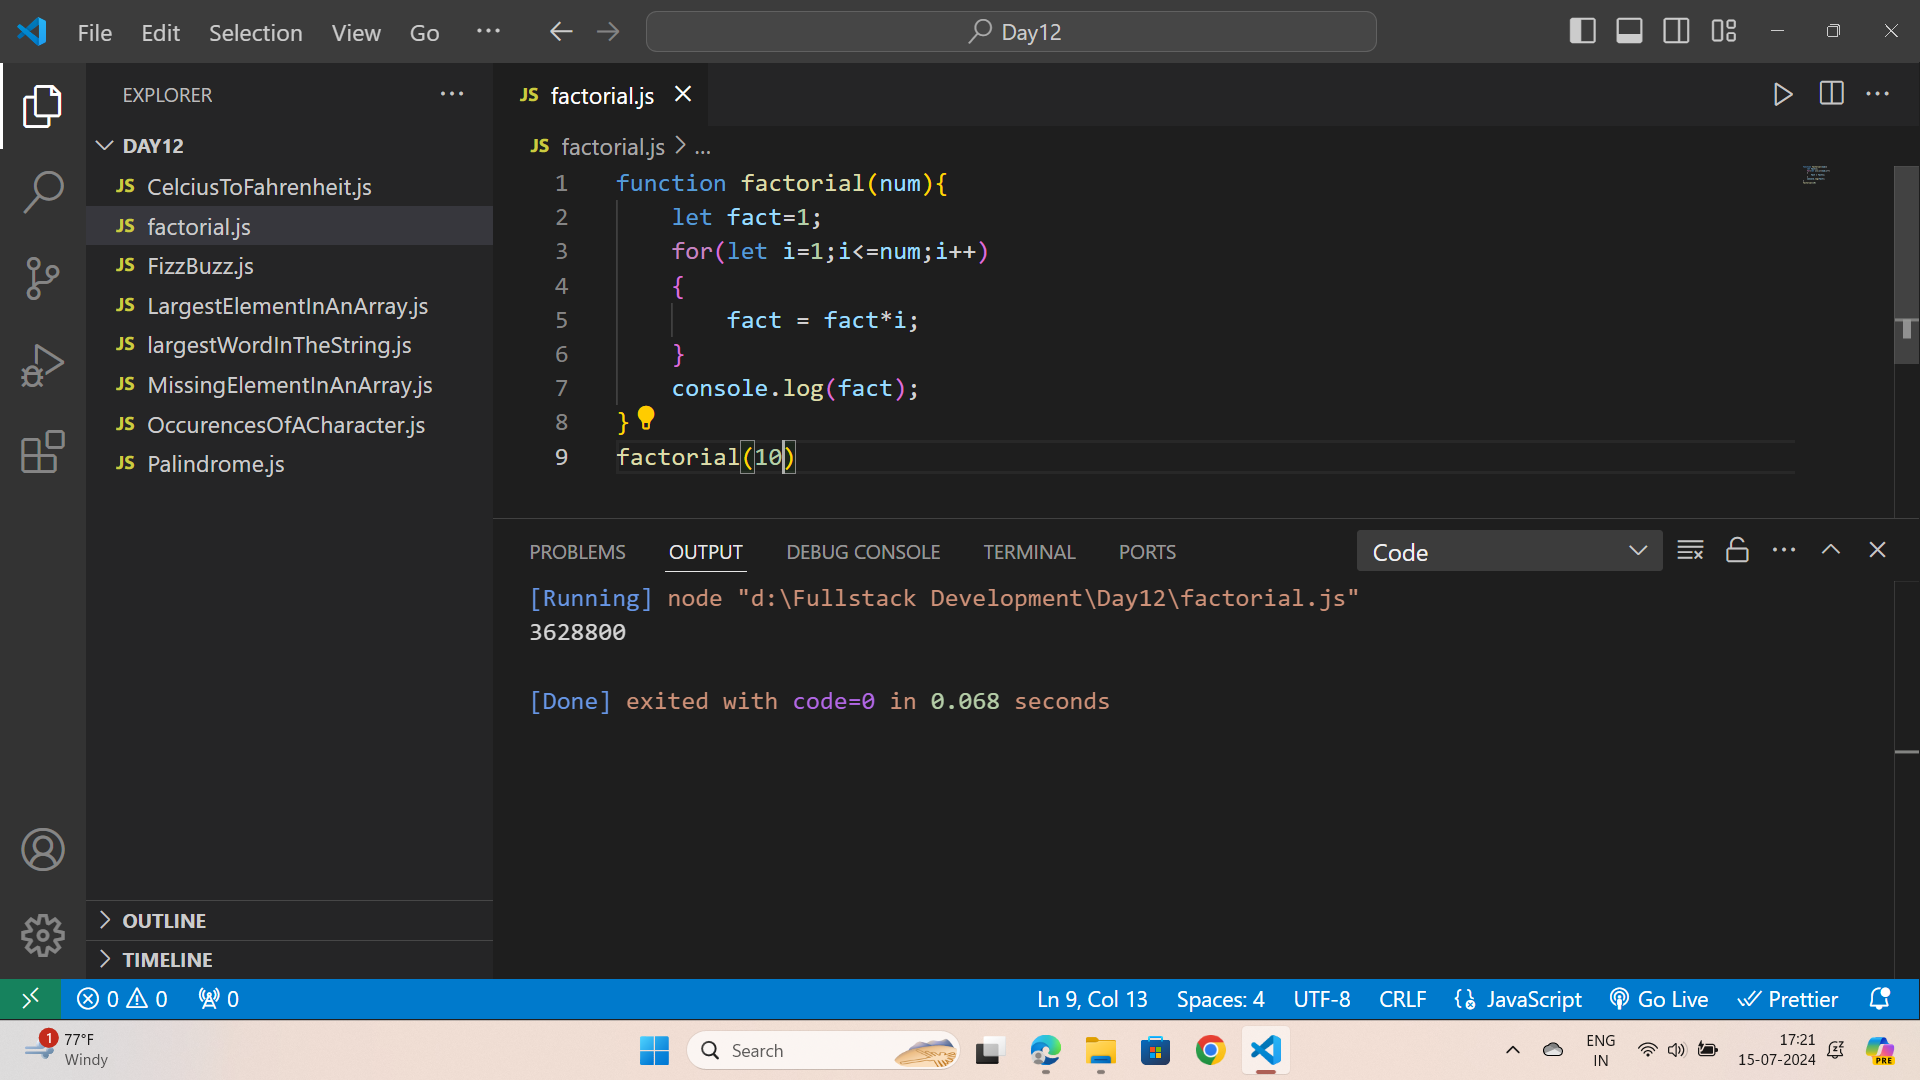 File Edit Selection View Go ··· Day12
EXPLORER ···
DAY12
JS CelciusToFahrenheit.js
JS factorial.js
JS FizzBuzz.js
JS LargestElementInAnArray.js
JS largestWordInTheString.js
JS MissingElementInAnArray.js
JS OccurencesOfACharacter.js
JS Palindrome.js
OUTLINE
TIMELINE
JS factorial.js
JS factorial.js > ...
1 function factorial(num){
2 let fact=1;
3 for(let i=1;i<=num;i++)
4 {
5 fact = fact*i;
6 }
7 console.log(fact);
8 }
9 factorial(10)
PROBLEMS OUTPUT DEBUG CONSOLE TERMINAL PORTS Code
[Running] node "d:\Fullstack Development\Day12\factorial.js"
3628800
[Done] exited with code=0 in 0.068 seconds
0 0 0 Ln 9, Col 13 Spaces: 4 UTF-8 CRLF {} JavaScript Go Live Prettier
1 77°F
Windy
Search
ENG
IN
17:21
15-07-2024
PRE